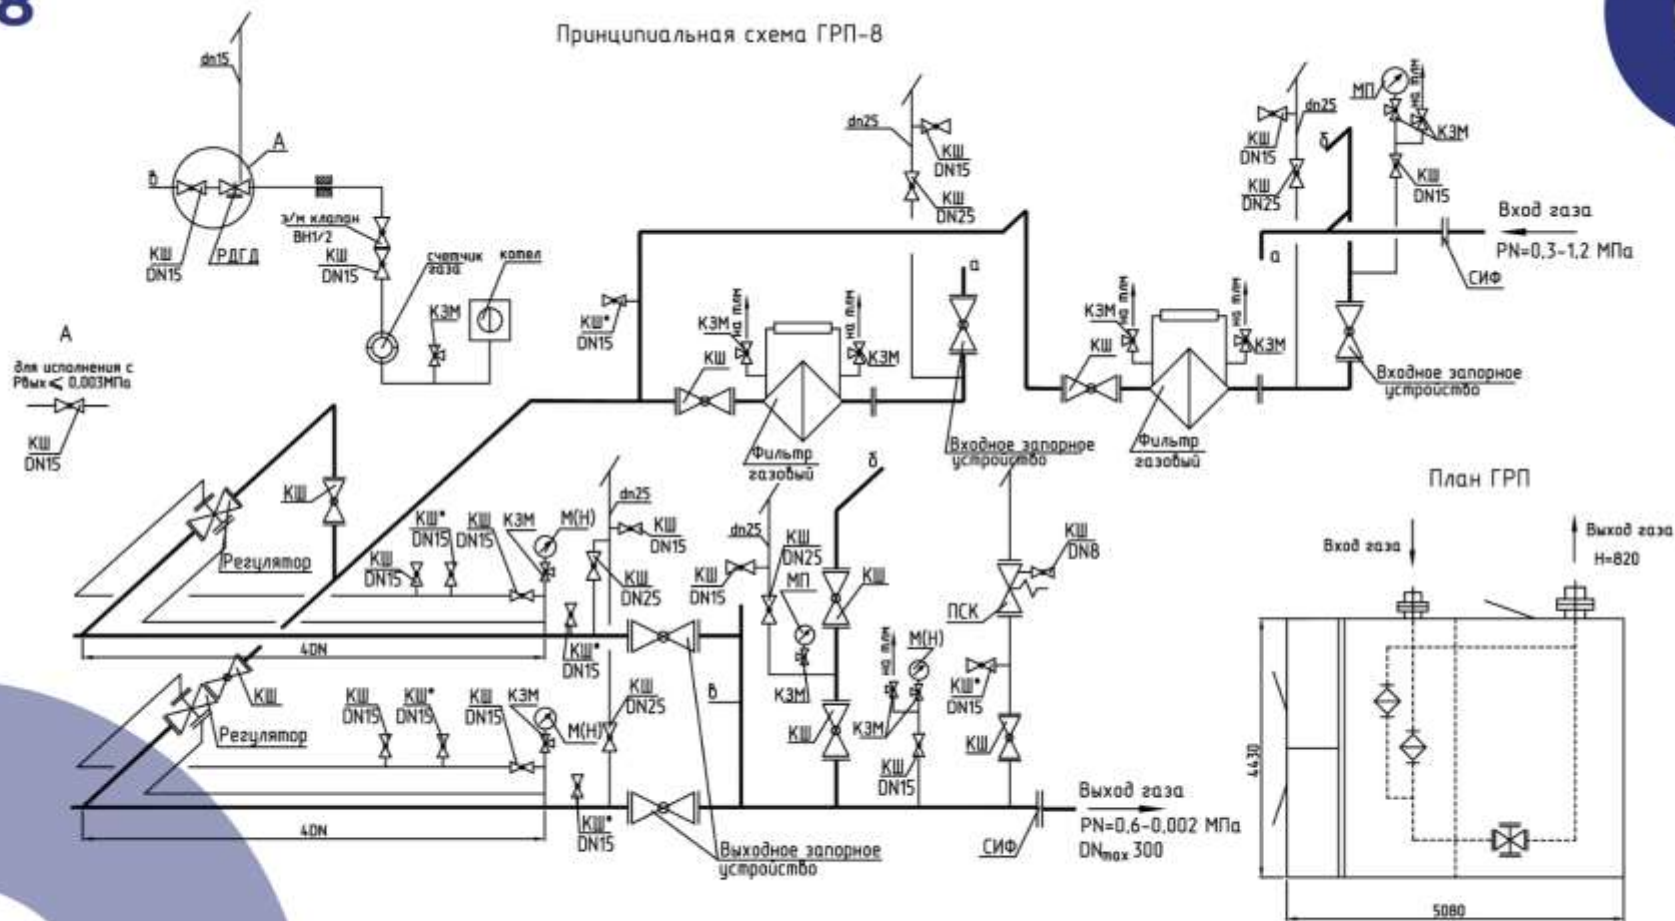 8
Принципиальная схема ГРП-8
dn15
А
в
КШ
DN15
РДГД
э/м клапан
ВН1/2
КШ
DN15
счетчик
газа
котел
КЗМ
А
для исполнения с
Рвых ⩽ 0,003МПа
КШ
DN15
dn25
КШ
DN15
КШ
DN25
КШ*
DN15
КЗМ
на тлм
на тлм
КЗМ
КШ
а
Фильтр
газовый
Входное запорное
устройство
КШ
DN15
dn25
КШ
DN25
б
МП
на тлм
КЗМ
КШ
DN15
а
Вход газа
PN=0,3-1,2 МПа
СИФ
КЗМ
на тлм
на тлм
КЗМ
КШ
Фильтр
газовый
Входное запорное
устройство
КШ
Регулятор
КШ
DN15
КШ*
DN15
КШ
DN15
КЗМ
М(Н)
dn25
КШ
DN15
КШ
DN25
КШ*
DN15
4DN
КШ
Регулятор
КШ
DN15
КШ*
DN15
КШ
DN15
КЗМ
М(Н)
КШ
DN25
КШ*
DN15
4DN
dn25
КШ
DN15
КШ
DN25
МП
КЗМ
б
КШ
КШ
в
Выходное запорное
устройство
на тлм
М(Н)
КЗМ
КШ
DN15
КШ
DN8
ПСК
КШ*
DN15
КШ
СИФ
Выход газа
PN=0,6-0,002 МПа
DNmax 300
План ГРП
Вход газа
Выход газа
H=820
4430
5080